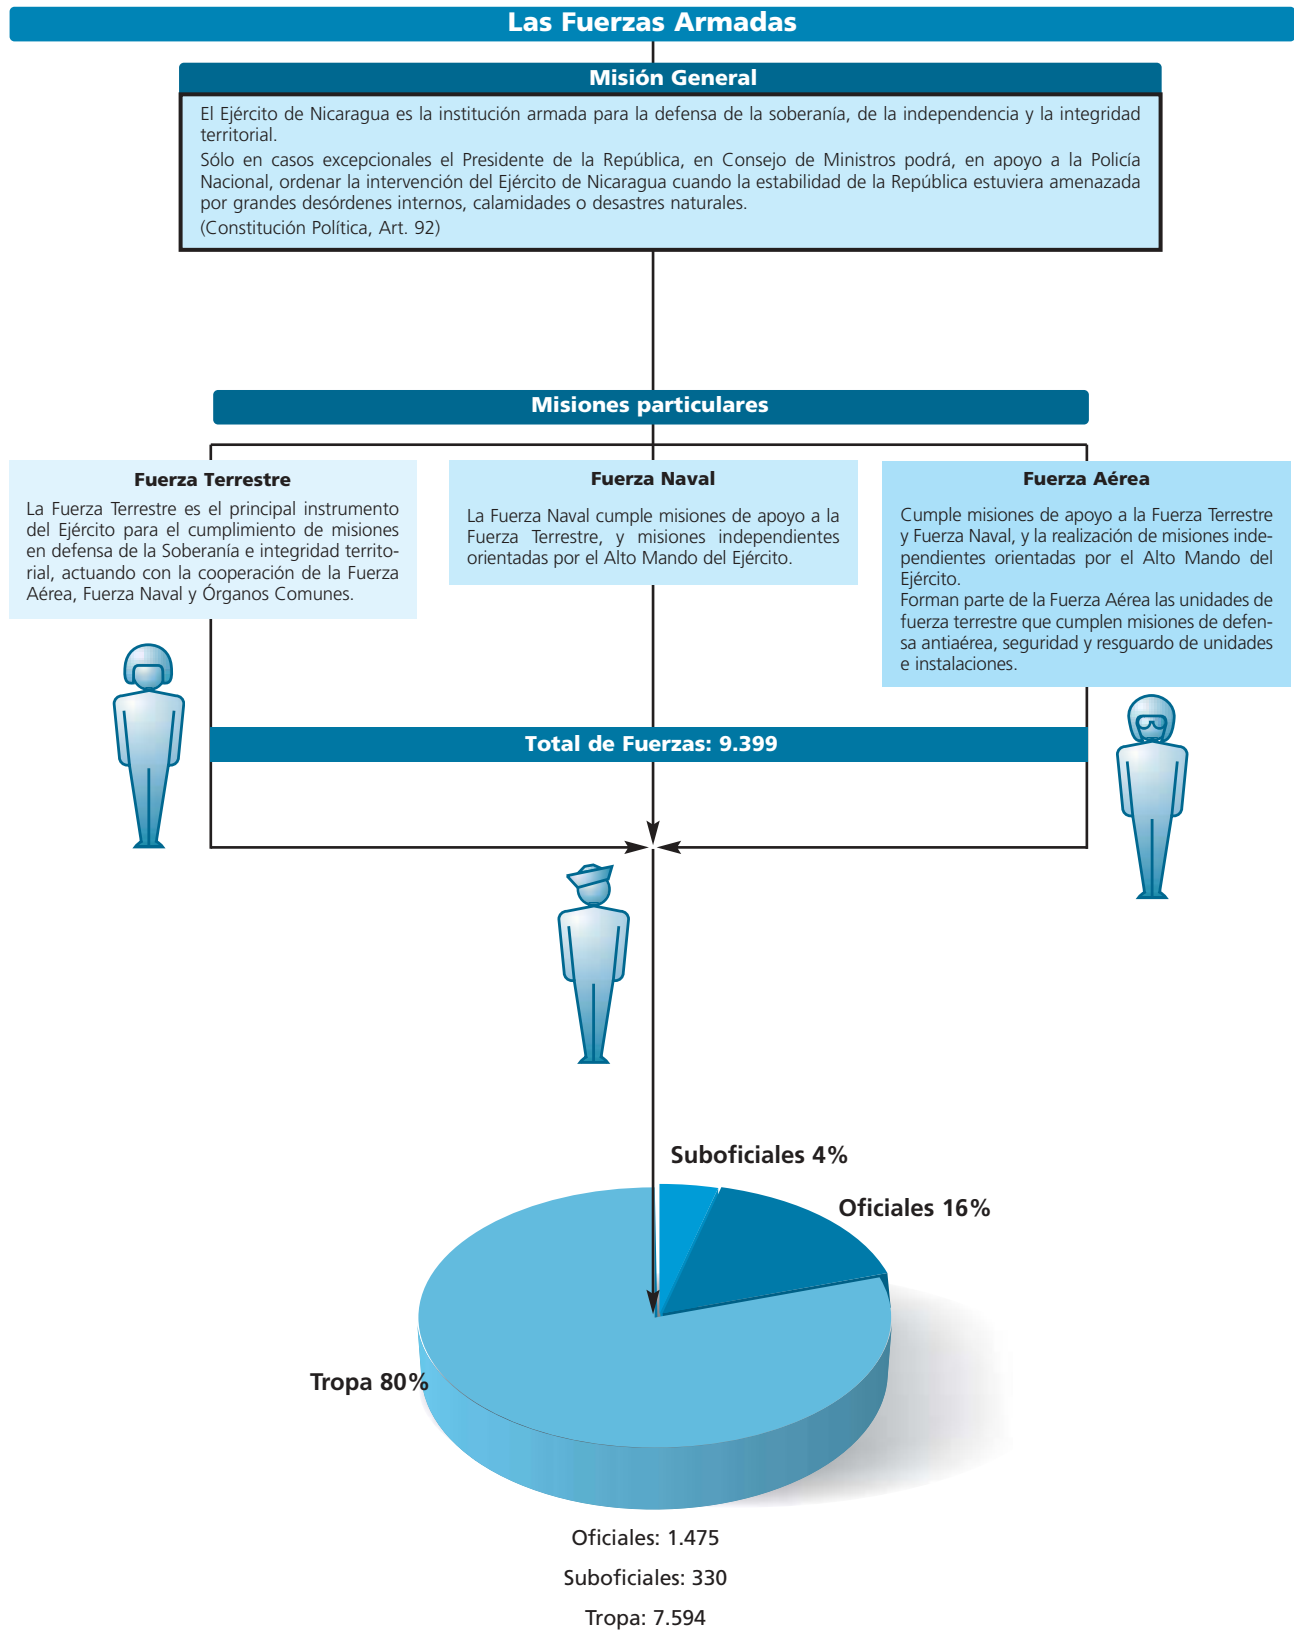 Las Fuerzas Armadas
Misión General
El Ejército de Nicaragua es la institución armada para la defensa de la soberanía, de la independencia y la integridad
territorial.
Sólo en casos excepcionales el Presidente de la República, en Consejo de Ministros podrá, en apoyo a la Policía
Nacional, ordenar la intervención del Ejército de Nicaragua cuando la estabilidad de la República estuviera amenazada
por grandes desórdenes internos, calamidades o desastres naturales.
(Constitución Política, Art. 92)
Misiones particulares
Fuerza Terrestre
La Fuerza Terrestre es el principal instrumento
del Ejército para el cumplimiento de misiones
en defensa de la Soberanía e integridad territo-
rial, actuando con la cooperación de la Fuerza
Aérea, Fuerza Naval y Órganos Comunes.
Fuerza Naval
La Fuerza Naval cumple misiones de apoyo a la
Fuerza Terrestre, y misiones independientes
orientadas por el Alto Mando del Ejército.
Fuerza Aérea
Cumple misiones de apoyo a la Fuerza Terrestre
y Fuerza Naval, y la realización de misiones inde-
pendientes orientadas por el Alto Mando del
Ejército.
Forman parte de la Fuerza Aérea las unidades de
fuerza terrestre que cumplen misiones de defen-
sa antiaérea, seguridad y resguardo de unidades
e instalaciones.
Total de Fuerzas: 9.399
Suboficiales 4%
Oficiales 16%
Tropa 80%
Oficiales: 1.475
Suboficiales: 330
Tropa: 7.594